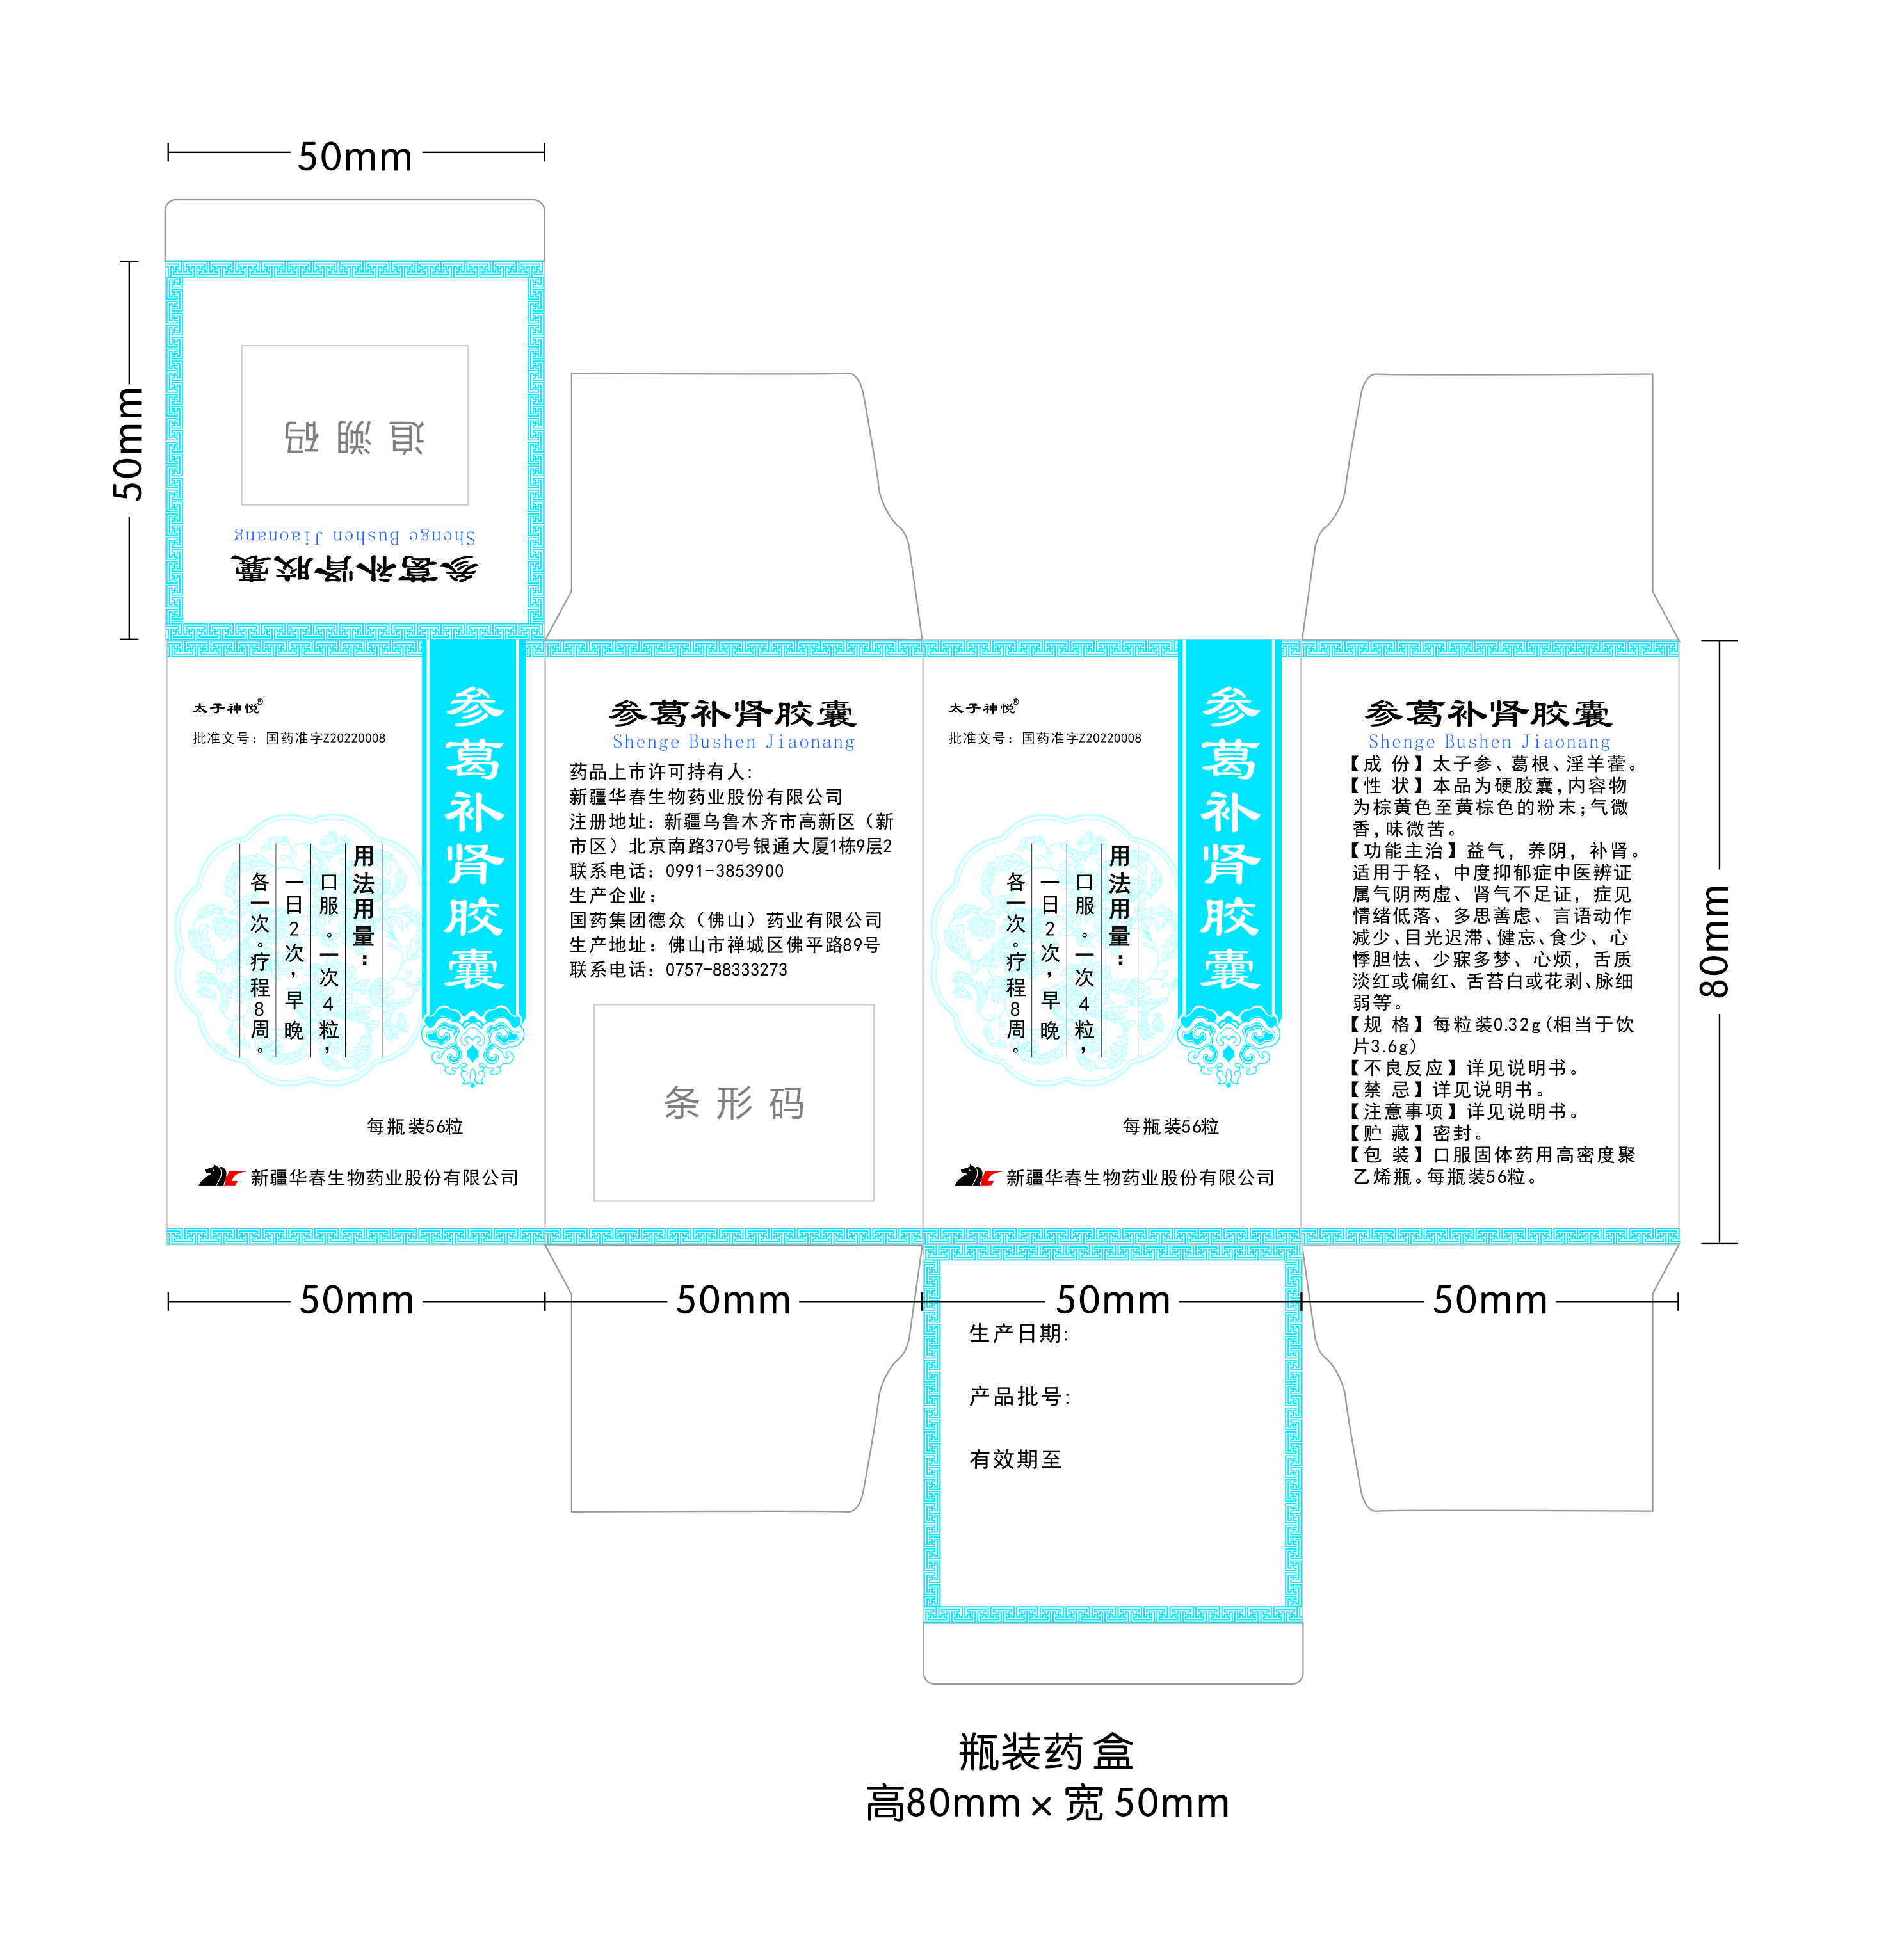 50mm
50mm
追溯码
Shenge Bushen Jiaonang
参葛补肾胶囊
太子神悦®
批准文号：国药准字Z20220008
参葛补肾胶囊
用法用量：
口服。一次4粒，
一日2次，早晚
各一次。疗程8周。
每瓶装56粒
新疆华春生物药业股份有限公司
参葛补肾胶囊
Shenge Bushen Jiaonang
药品上市许可持有人：
新疆华春生物药业股份有限公司
注册地址：新疆乌鲁木齐市高新区（新
市区）北京南路370号银通大厦1栋9层2
联系电话：0991-3853900
生产企业：
国药集团德众（佛山）药业有限公司
生产地址：佛山市禅城区佛平路89号
联系电话：0757-88333273
条形码
太子神悦®
批准文号：国药准字Z20220008
参葛补肾胶囊
用法用量：
口服。一次4粒，
一日2次，早晚
各一次。疗程8周。
每瓶装56粒
新疆华春生物药业股份有限公司
参葛补肾胶囊
Shenge Bushen Jiaonang
【成 份】太子参、葛根、淫羊藿。
【性 状】本品为硬胶囊，内容物
为棕黄色至黄棕色的粉末；气微
香，味微苦。
【功能主治】益气，养阴，补肾。
适用于轻、中度抑郁症中医辨证
属气阴两虚、肾气不足证，症见
情绪低落、多思善虑、言语动作
减少、目光迟滞、健忘、食少、心
悸胆怯、少寐多梦、心烦，舌质
淡红或偏红、舌苔白或花剥、脉细
弱等。
【规 格】每粒装0.32g(相当于饮
片3.6g)
【不良反应】详见说明书。
【禁 忌】详见说明书。
【注意事项】详见说明书。
【贮 藏】密封。
【包 装】口服固体药用高密度聚
乙烯瓶。每瓶装56粒。
80mm
50mm
50mm
50mm
50mm
生产日期:
产品批号:
有效期至
瓶装药盒
高80mm × 宽 50mm